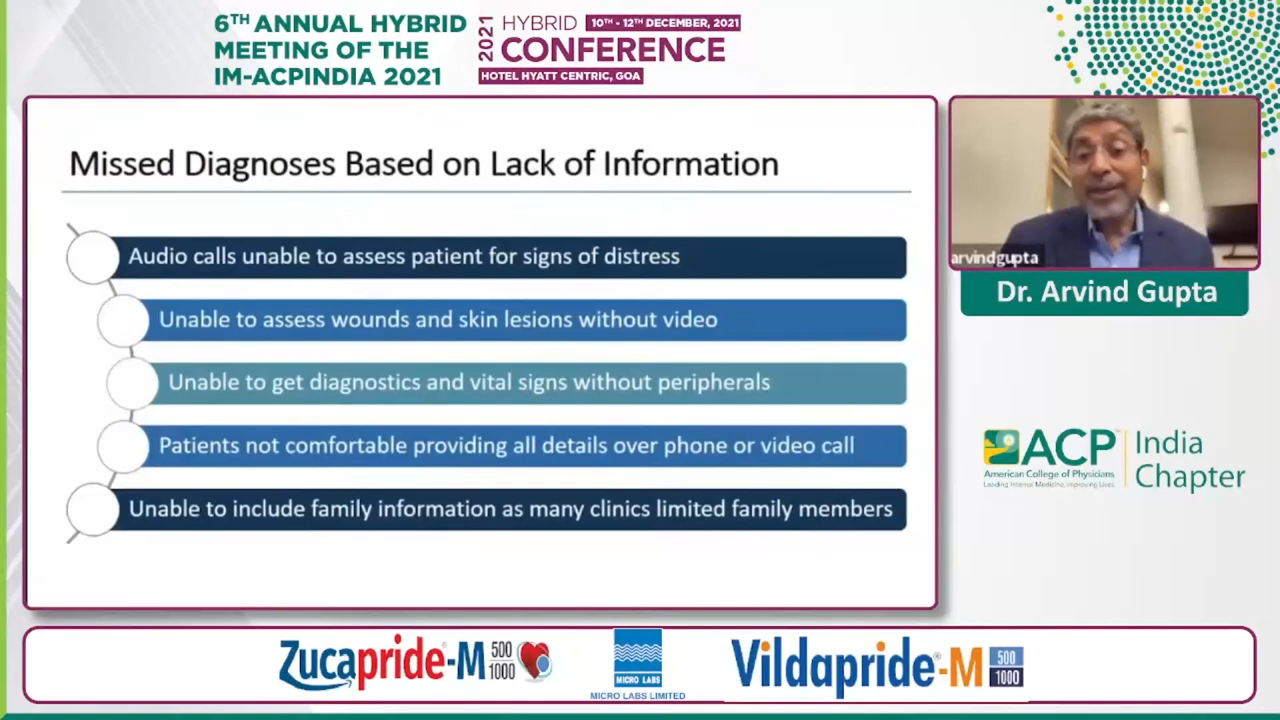 6TH ANNUAL HYBRID
MEETING OF THE
IM-ACPINDIA 2021
2021
HYBRID 10TH - 12TH DECEMBER, 2021
CONFERENCE
HOTEL HYATT CENTRIC, GOA
Missed Diagnoses Based on Lack of Information
Audio calls unable to assess patient for signs of distress
Unable to assess wounds and skin lesions without video
Unable to get diagnostics and vital signs without peripherals
Patients not comfortable providing all details over phone or video call
Unable to include family information as many clinics limited family members
arvindgupta
Dr. Arvind Gupta
ACP
American College of Physicians
Leading Internal Medicine, Improving Lives
India
Chapter
Zucapride®-M 500 1000
MICRO LABS
MICRO LABS LIMITED
Vildapride®-M 500 1000